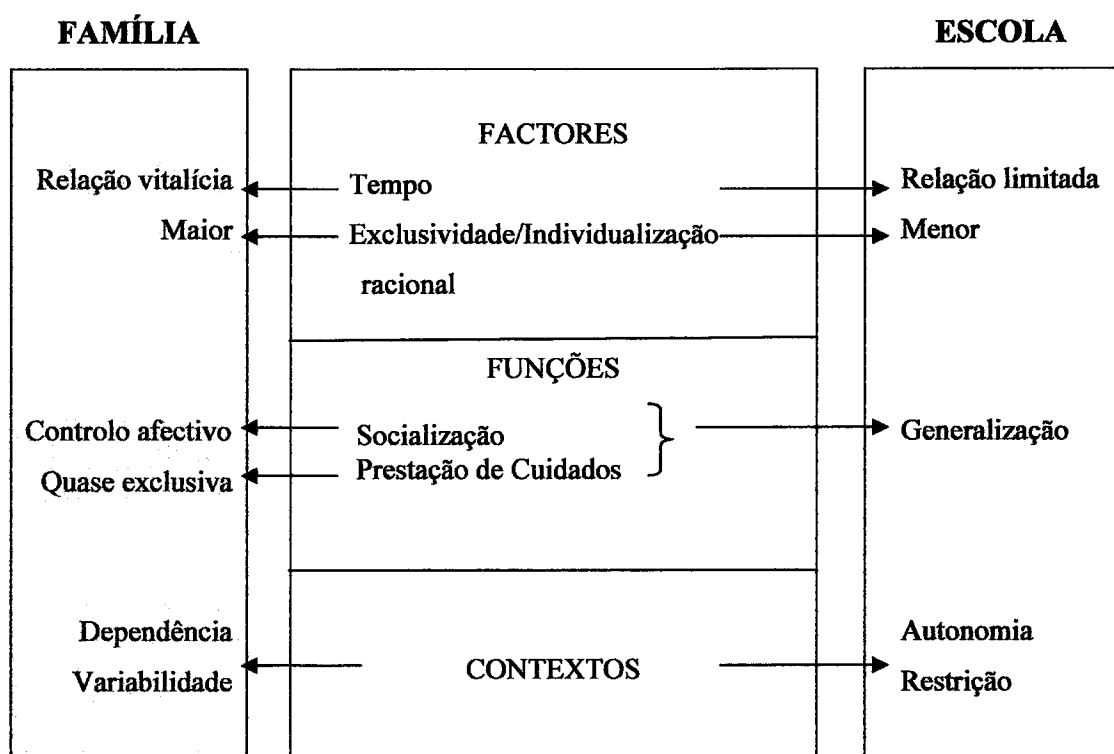 FAMÍLIA
ESCOLA
FACTORES
Relação vitalícia
Tempo
Relação limitada
Maior
Exclusividade/Individualização
Menor
racional
FUNÇÕES
Controlo afectivo
Socialização
Generalização
Quase exclusiva
Prestação de Cuidados
Dependência
Autonomia
Variabilidade
CONTEXTOS
Restrição